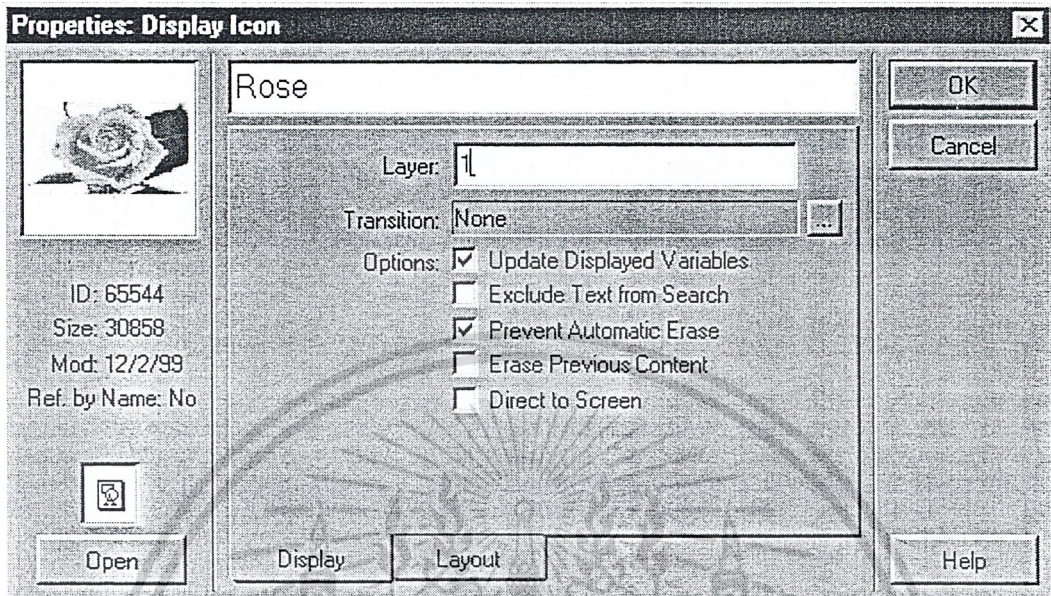 Properties: Display Icon
Rose
OK
Cancel
Layer: 1
Transition: None ...
Options: Update Displayed Variables
Exclude Text from Search
Prevent Automatic Erase
Erase Previous Content
Direct to Screen
ID: 65544
Size: 30858
Mod: 12/2/99
Ref. by Name: No
Open
Display
Layout
Help